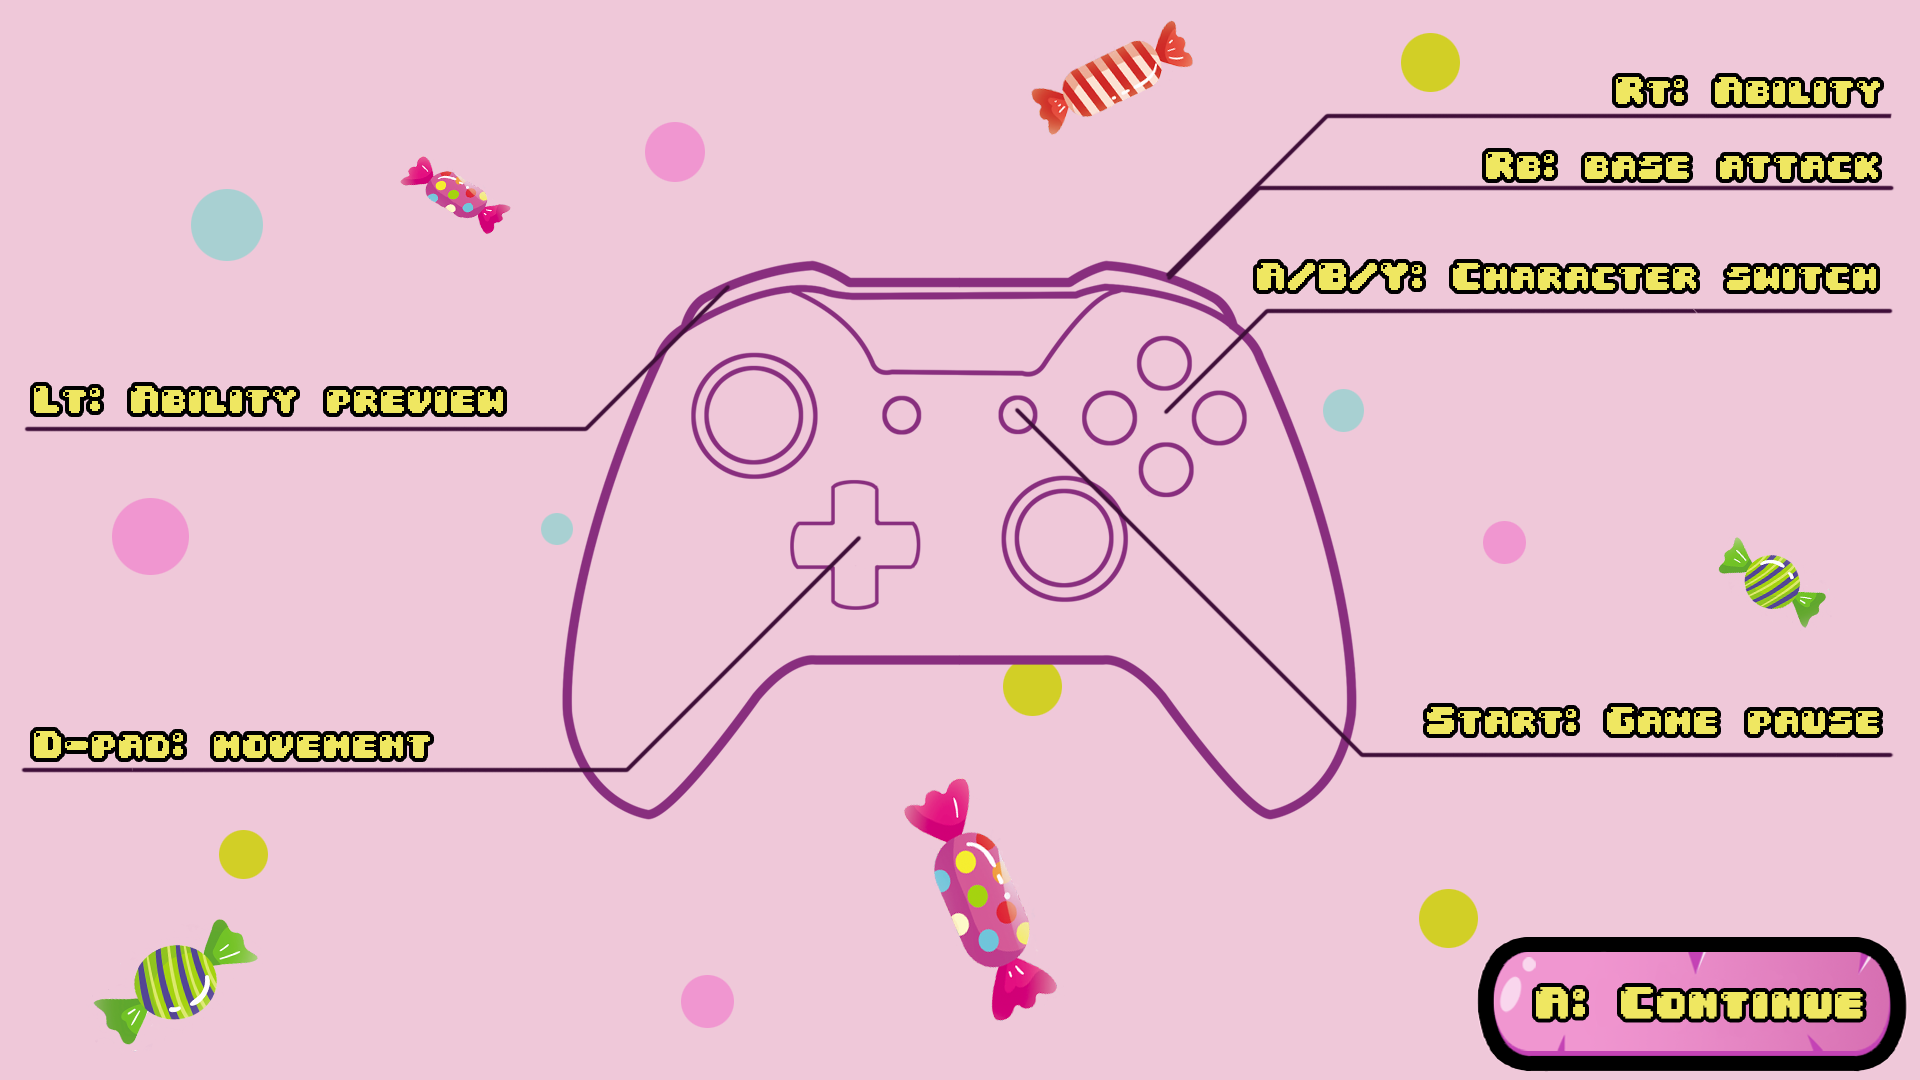 Rt: Ability
Rb: base attack
A/B/Y: Character switch
Lt: Ability preview
D-pad: movement
Start: Game pause
A: Continue